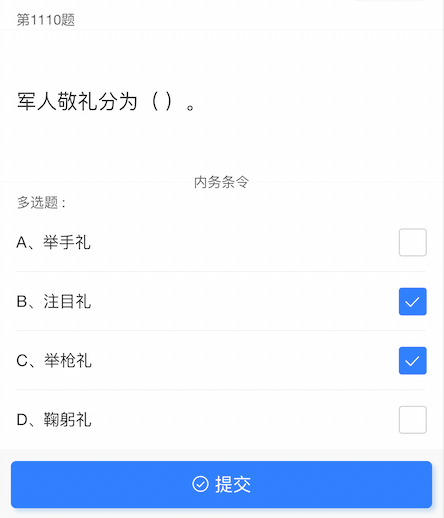 第1110题
军人敬礼分为（ ）。
内务条令
多选题：
A、举手礼
B、注目礼
C、举枪礼
D、鞠躬礼
提交